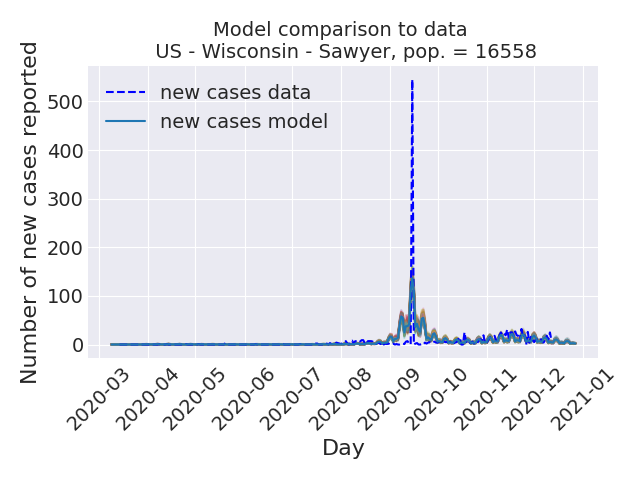 Model comparison to data
US - Wisconsin - Sawyer, pop. = 16558
Number of new cases reported
500
400
300
200
100
0
new cases data
new cases model
2020-03
2020-04
2020-05
2020-06
2020-07
2020-08
2020-09
2020-10
2020-11
2020-12
2021-01
Day